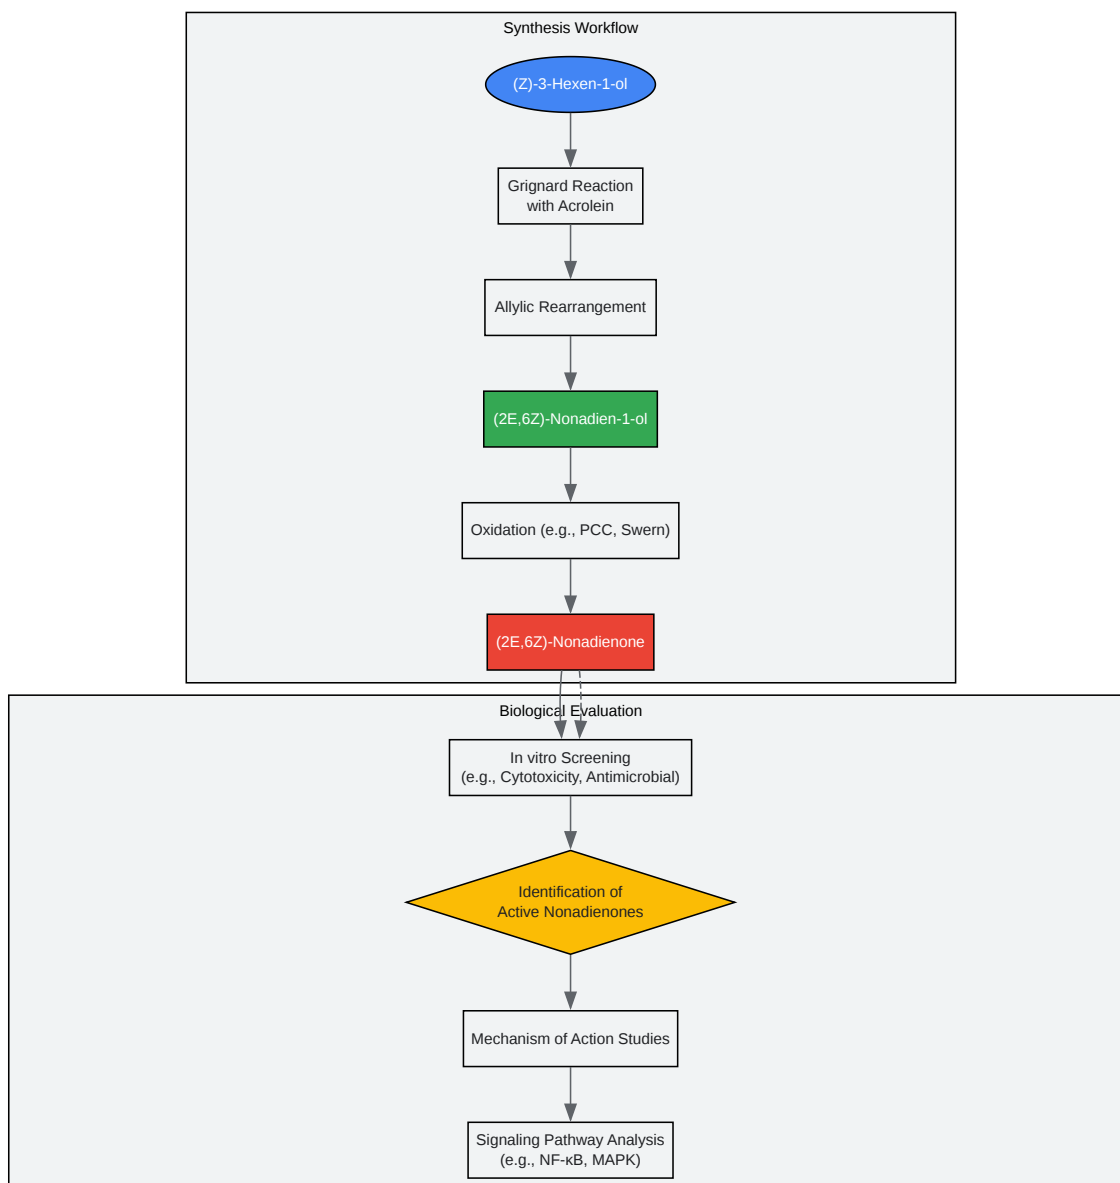 Synthesis Workflow
(Z)-3-Hexen-1-ol
Grignard Reaction
with Acrolein
Allylic Rearrangement
(2E,6Z)-Nonadien-1-ol
Oxidation (e.g., PCC, Swern)
(2E,6Z)-Nonadienone
Biological Evaluation
In vitro Screening
(e.g., Cytotoxicity, Antimicrobial)
Identification of
Active Nonadienones
Mechanism of Action Studies
Signaling Pathway Analysis
(e.g., NF-κB, MAPK)